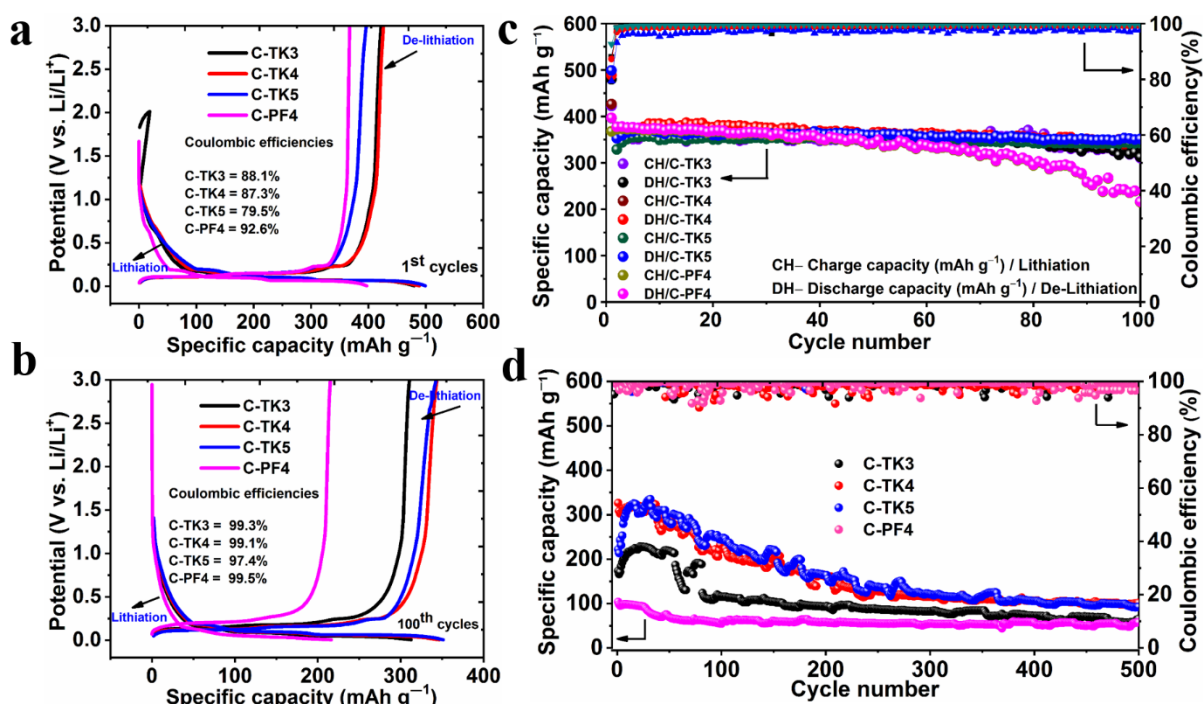 a
Potential (V vs. Li/Li⁺)
3.0
2.5
2.0
1.5
1.0
0.5
0.0
C-TK3
C-TK4
C-TK5
C-PF4
De-lithiation
Coulombic efficiencies
C-TK3 = 88.1%
C-TK4 = 87.3%
C-TK5 = 79.5%
C-PF4 = 92.6%
Lithiation
1st cycles
0 100 200 300 400 500 600
Specific capacity (mAh g⁻¹)
b
Potential (V vs. Li/Li⁺)
3.0
2.5
2.0
1.5
1.0
0.5
0.0
C-TK3
C-TK4
C-TK5
C-PF4
De-lithiation
Coulombic efficiencies
C-TK3 = 99.3%
C-TK4 = 99.1%
C-TK5 = 97.4%
C-PF4 = 99.5%
Lithiation
100th cycles
0 100 200 300 400
Specific capacity (mAh g⁻¹)
c
Specific capacity (mAh g⁻¹)
600
500
400
300
200
100
0
CH/C-TK3
DH/C-TK3
CH/C-TK4
DH/C-TK4
CH/C-TK5
DH/C-TK5
CH/C-PF4
DH/C-PF4
CH– Charge capacity (mAh g⁻¹) / Lithiation
DH– Discharge capacity (mAh g⁻¹) / De-Lithiation
100
80
60
40
20
0
Coloumbic efficiency(%)
0 20 40 60 80 100
Cycle number
d
Specific capacity (mAh g⁻¹)
600
500
400
300
200
100
0
C-TK3
C-TK4
C-TK5
C-PF4
100
80
60
40
20
0
Coulombic efficiency (%)
0 100 200 300 400 500
Cycle number